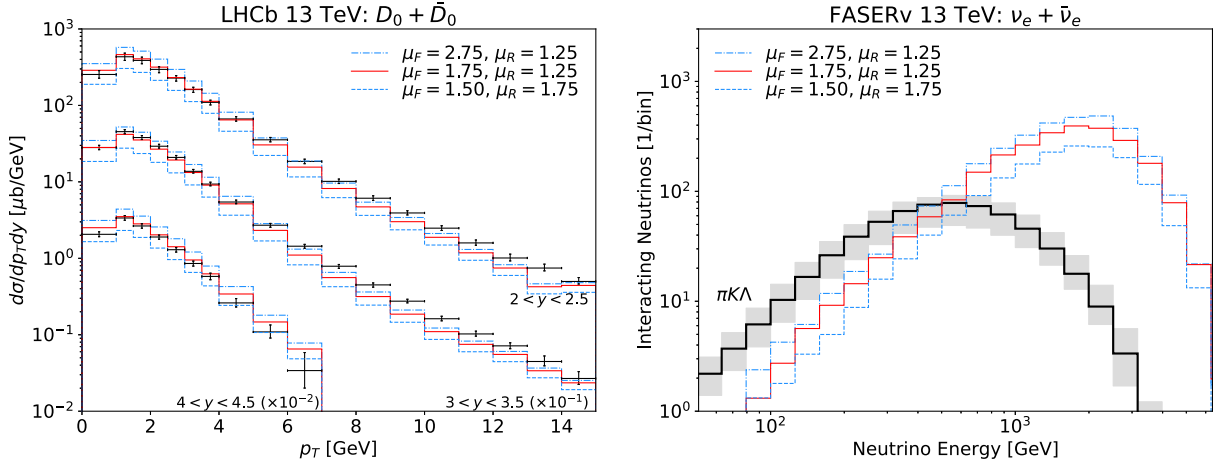 LHCb 13 TeV: D₀ + D̄₀
μF = 2.75, μR = 1.25
μF = 1.75, μR = 1.25
μF = 1.50, μR = 1.75
dσ/dpTdy [μb/GeV]
10³
10²
10¹
10⁰
10⁻¹
10⁻²
2 < y < 2.5
4 < y < 4.5 (×10⁻²)
3 < y < 3.5 (×10⁻¹)
0 2 4 6 8 10 12 14
pT [GeV]
FASERν 13 TeV: νe + ν̄e
μF = 2.75, μR = 1.25
μF = 1.75, μR = 1.25
μF = 1.50, μR = 1.75
Interacting Neutrinos [1/bin]
10³
10²
10¹
10⁰
πKΛ
10² 10³
Neutrino Energy [GeV]